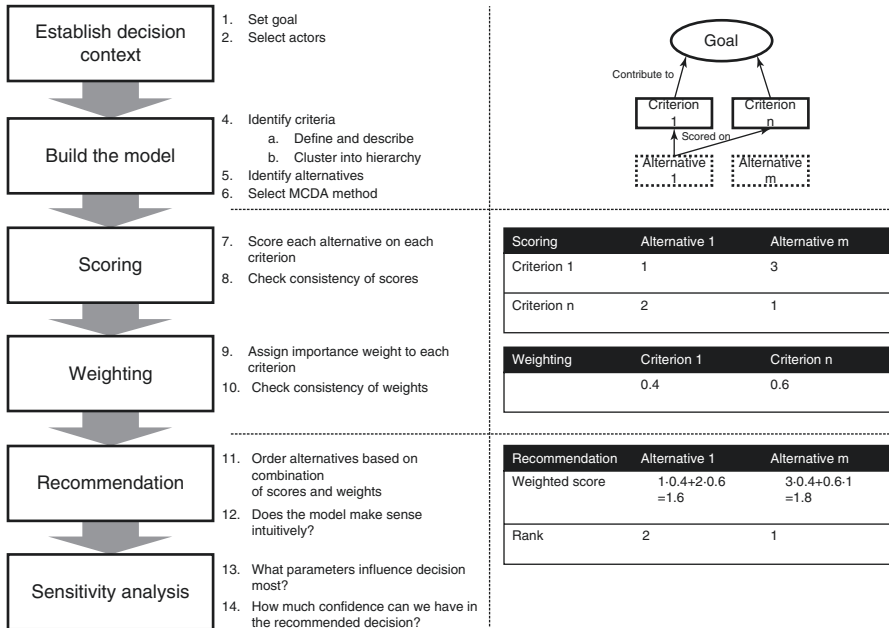 Establish decision
context
1. Set goal
2. Select actors
Build the model
4. Identify criteria
a. Define and describe
b. Cluster into hierarchy
5. Identify alternatives
6. Select MCDA method
Goal
Contribute to
Criterion
1
Criterion
n
Scored on
Alternative
1
Alternative
m
Scoring
7. Score each alternative on each
criterion
8. Check consistency of scores
Scoring Alternative 1 Alternative m
Criterion 1 1 3
Criterion n 2 1
Weighting
9. Assign importance weight to each
criterion
10. Check consistency of weights
Weighting Criterion 1 Criterion n
0.4 0.6
Recommendation
11. Order alternatives based on
combination
of scores and weights
12. Does the model make sense
intuitively?
Recommendation Alternative 1 Alternative m
Weighted score 1·0.4+2·0.6 3·0.4+0.6·1
=1.6 =1.8
Rank 2 1
Sensitivity analysis
13. What parameters influence decision
most?
14. How much confidence can we have in
the recommended decision?